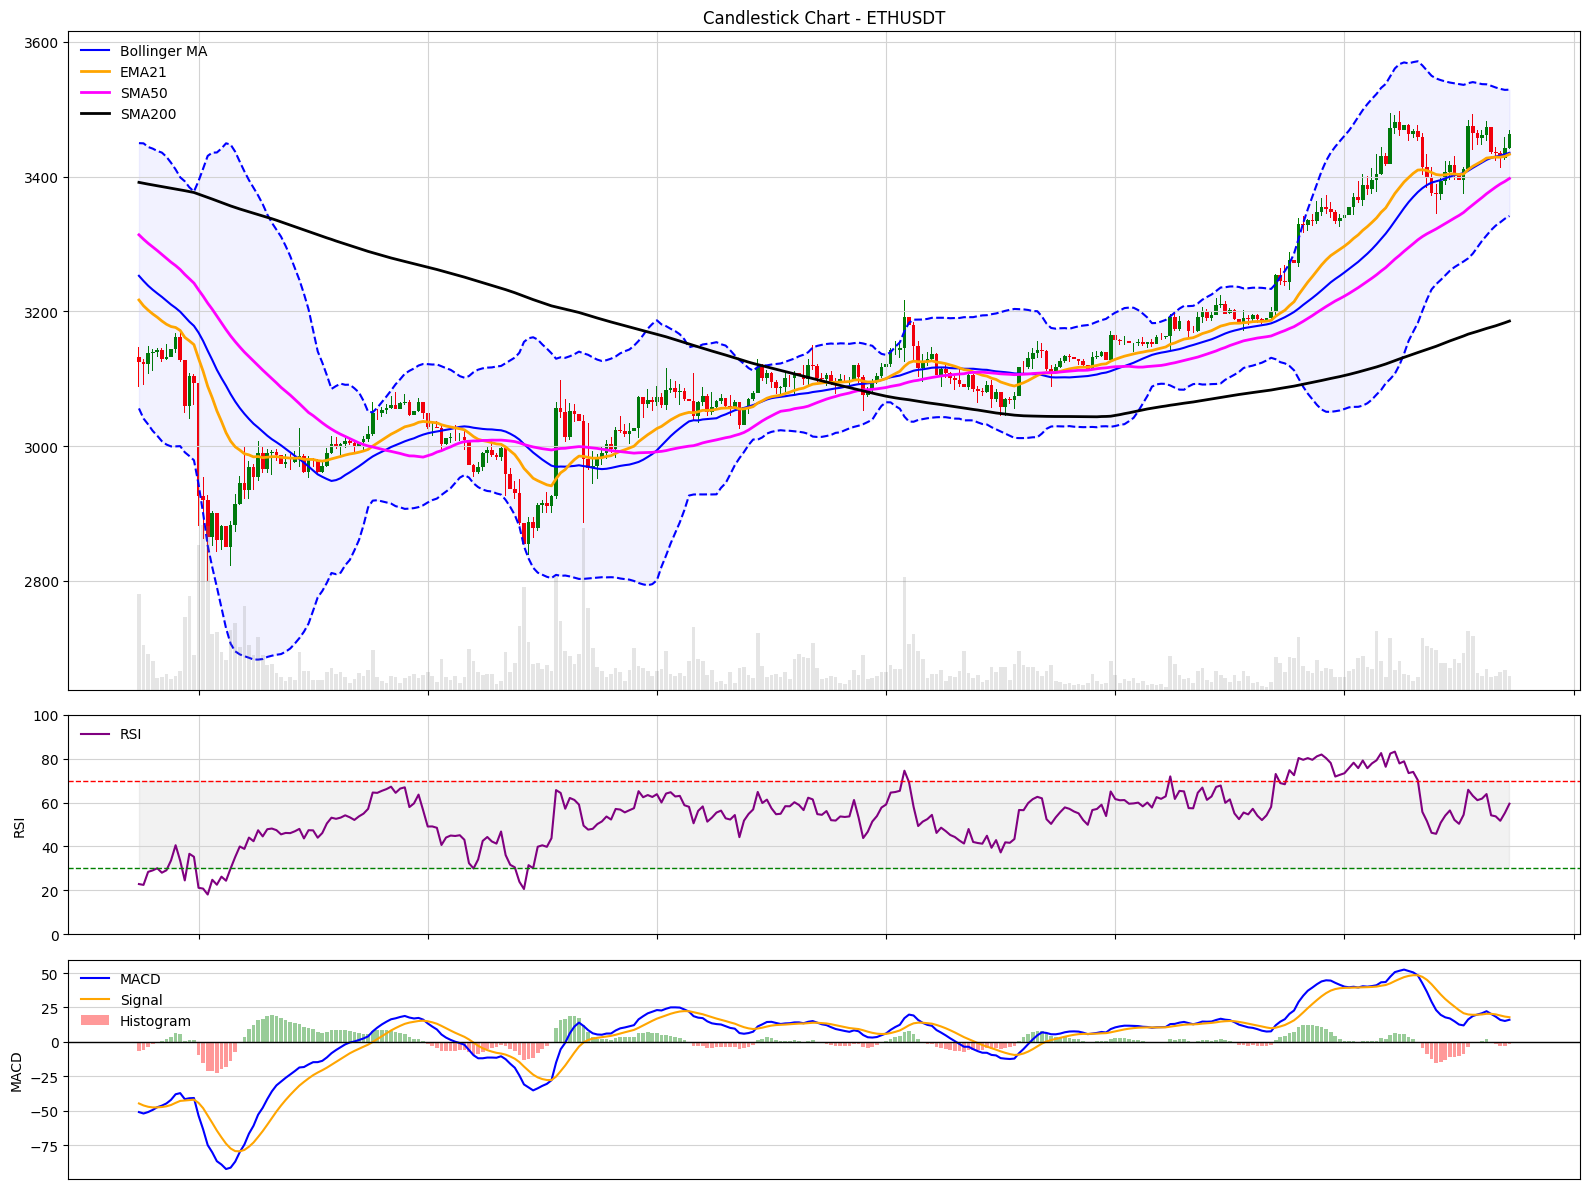 Candlestick Chart - ETHUSDT
Bollinger MA
EMA21
SMA50
SMA200
3600
3400
3200
3000
2800
RSI
100
80
60
40
20
0
RSI
MACD
Signal
Histogram
50
25
0
−25
−50
−75
MACD